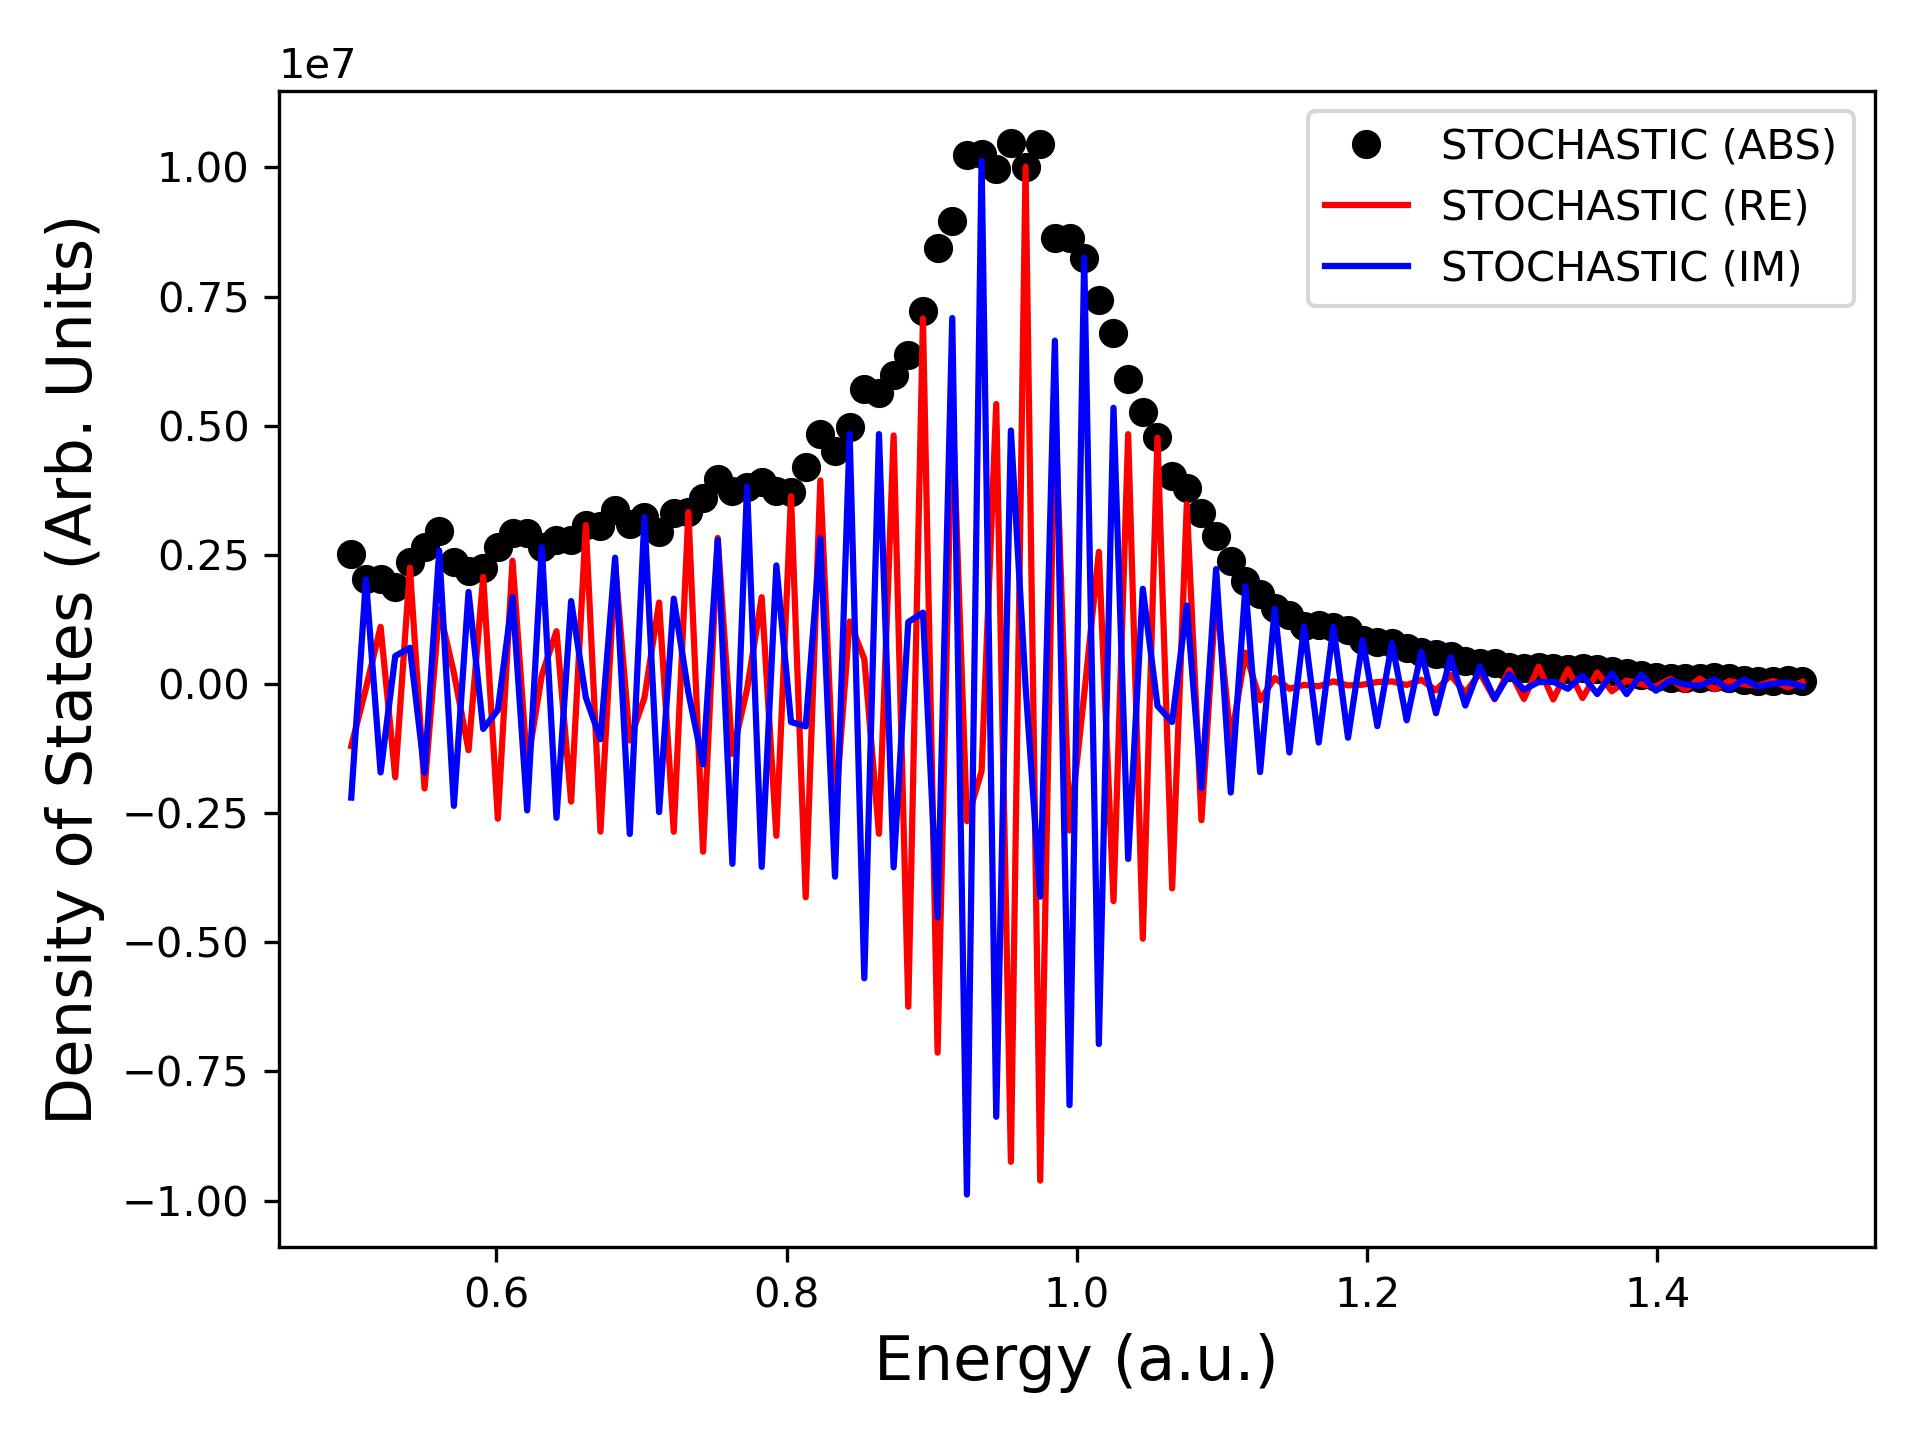 1e7
STOCHASTIC (ABS)
STOCHASTIC (RE)
STOCHASTIC (IM)
1.00
0.75
0.50
0.25
0.00
−0.25
−0.50
−0.75
−1.00
Density of States (Arb. Units)
0.6 0.8 1.0 1.2 1.4
Energy (a.u.)